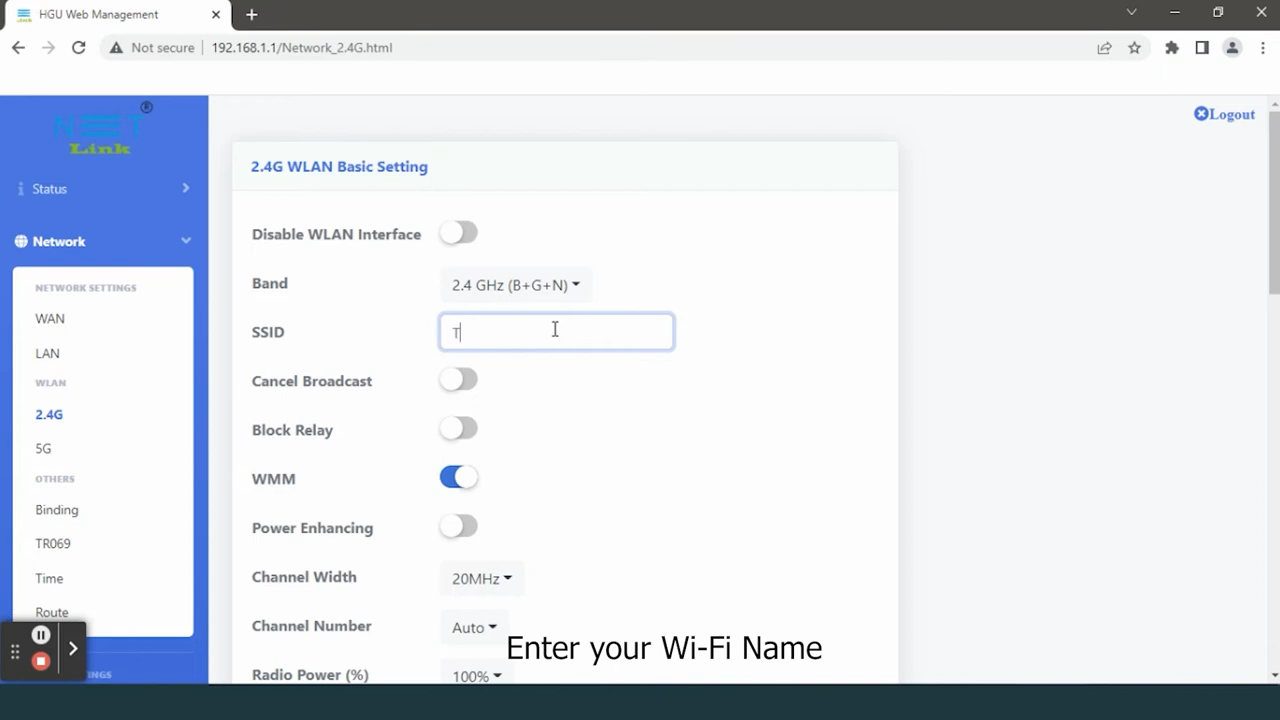 HGU Web Management
Not secure
192.168.1.1/Network_2.4G.html
NEET
Link
®
Logout
Status
Network
NETWORK SETTINGS
WAN
LAN
WLAN
2.4G
5G
OTHERS
Binding
TR069
Time
Route
2.4G WLAN Basic Setting
Disable WLAN Interface
Band
2.4 GHz (B+G+N)
SSID
T
Cancel Broadcast
Block Relay
WMM
Power Enhancing
Channel Width
20MHz
Channel Number
Auto
Radio Power (%)
100%
Enter your Wi-Fi Name